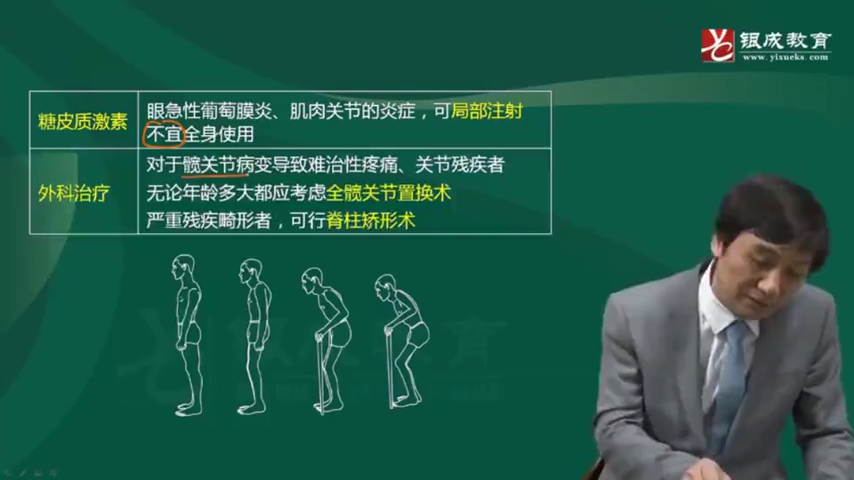 银成教育
www.yixueks.com
糖皮质激素
眼急性葡萄膜炎、肌肉关节的炎症，可局部注射
不宜全身使用
外科治疗
对于髋关节病变导致难治性疼痛、关节残疾者
无论年龄多大都应考虑全髋关节置换术
严重残疾畸形者，可行脊柱矫形术
银成教育